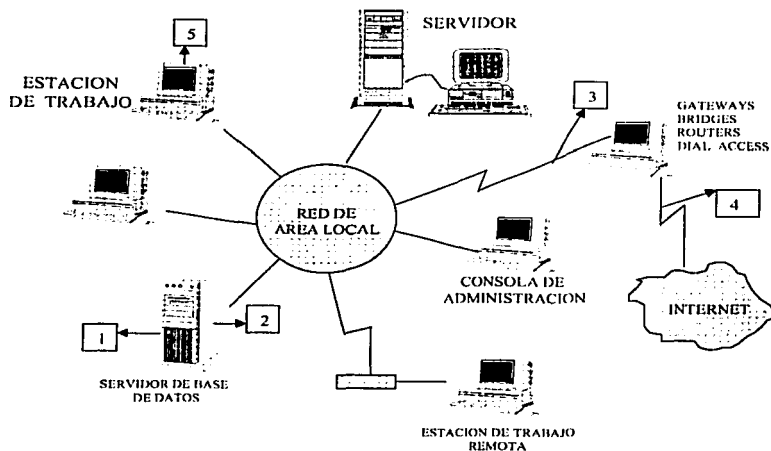 5
SERVIDOR
ESTACION
DE TRABAJO
3
GATEWAYS
BRIDGES
ROUTERS
DIAL ACCESS
4
RED DE
AREA LOCAL
CONSOLA DE
ADMINISTRACION
INTERNET
1
2
SERVIDOR DE BASE
DE DATOS
ESTACION DE TRABAJO
REMOTA